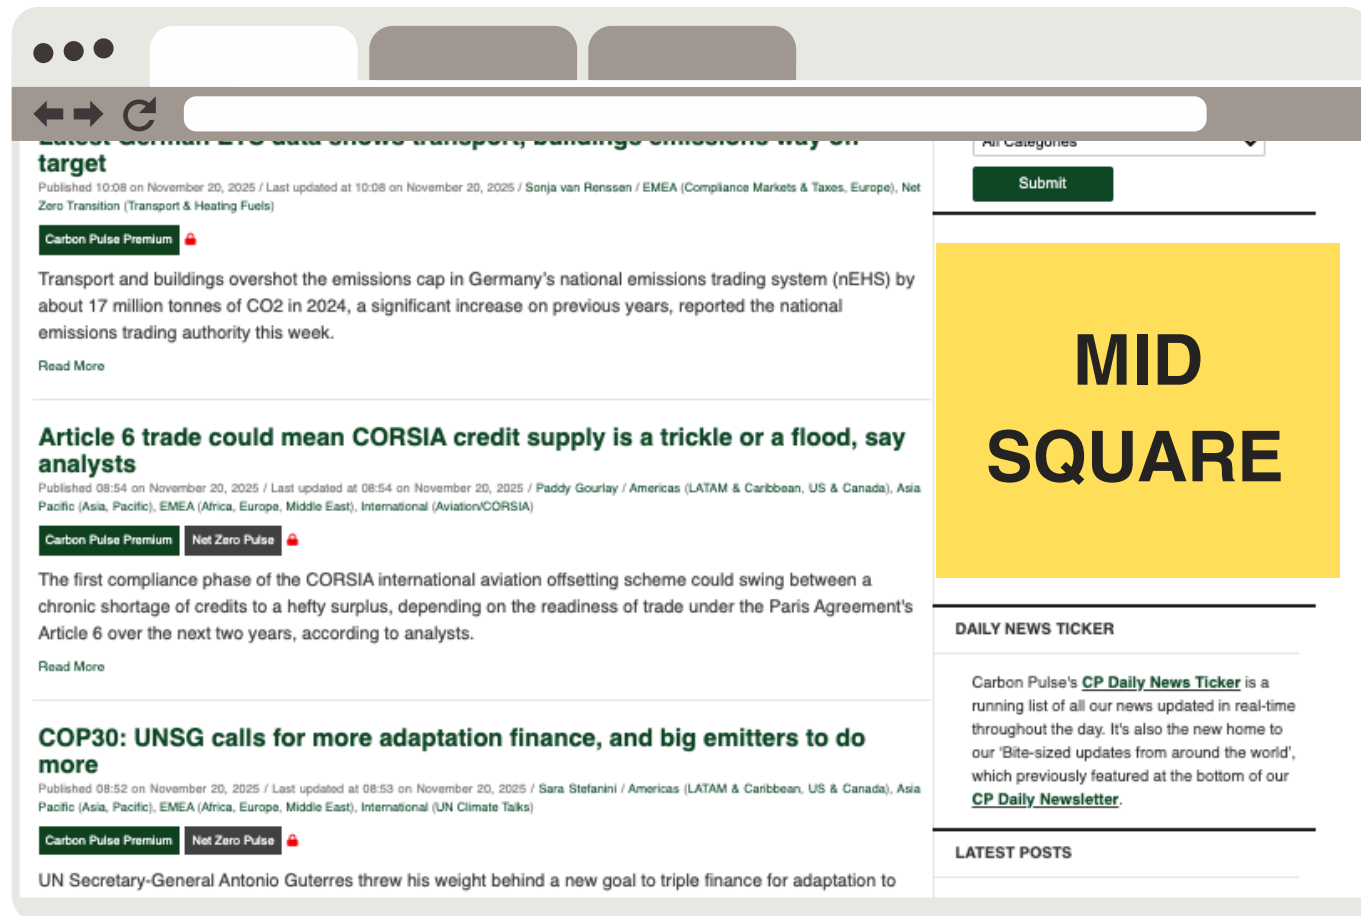 Latest German ETS data shows transport, buildings emissions way off
target
Published 10:08 on November 20, 2025 / Last updated at 10:08 on November 20, 2025 / Sonja van Renssen / EMEA (Compliance Markets & Taxes, Europe), Net
Zero Transition (Transport & Heating Fuels)
Carbon Pulse Premium
Transport and buildings overshot the emissions cap in Germany's national emissions trading system (nEHS) by
about 17 million tonnes of CO2 in 2024, a significant increase on previous years, reported the national
emissions trading authority this week.
Read More
Article 6 trade could mean CORSIA credit supply is a trickle or a flood, say
analysts
Published 08:54 on November 20, 2025 / Last updated at 08:54 on November 20, 2025 / Paddy Gourlay / Americas (LATAM & Caribbean, US & Canada), Asia
Pacific (Asia, Pacific), EMEA (Africa, Europe, Middle East), International (Aviation/CORSIA)
Carbon Pulse Premium Net Zero Pulse
The first compliance phase of the CORSIA international aviation offsetting scheme could swing between a
chronic shortage of credits to a hefty surplus, depending on the readiness of trade under the Paris Agreement's
Article 6 over the next two years, according to analysts.
Read More
COP30: UNSG calls for more adaptation finance, and big emitters to do
more
Published 08:52 on November 20, 2025 / Last updated at 08:53 on November 20, 2025 / Sara Stefanini / Americas (LATAM & Caribbean, US & Canada), Asia
Pacific (Asia, Pacific), EMEA (Africa, Europe, Middle East), International (UN Climate Talks)
Carbon Pulse Premium Net Zero Pulse
UN Secretary-General Antonio Guterres threw his weight behind a new goal to triple finance for adaptation to
All Categories
Submit
MID
SQUARE
DAILY NEWS TICKER
Carbon Pulse's CP Daily News Ticker is a
running list of all our news updated in real-time
throughout the day. It's also the new home to
our 'Bite-sized updates from around the world',
which previously featured at the bottom of our
CP Daily Newsletter.
LATEST POSTS